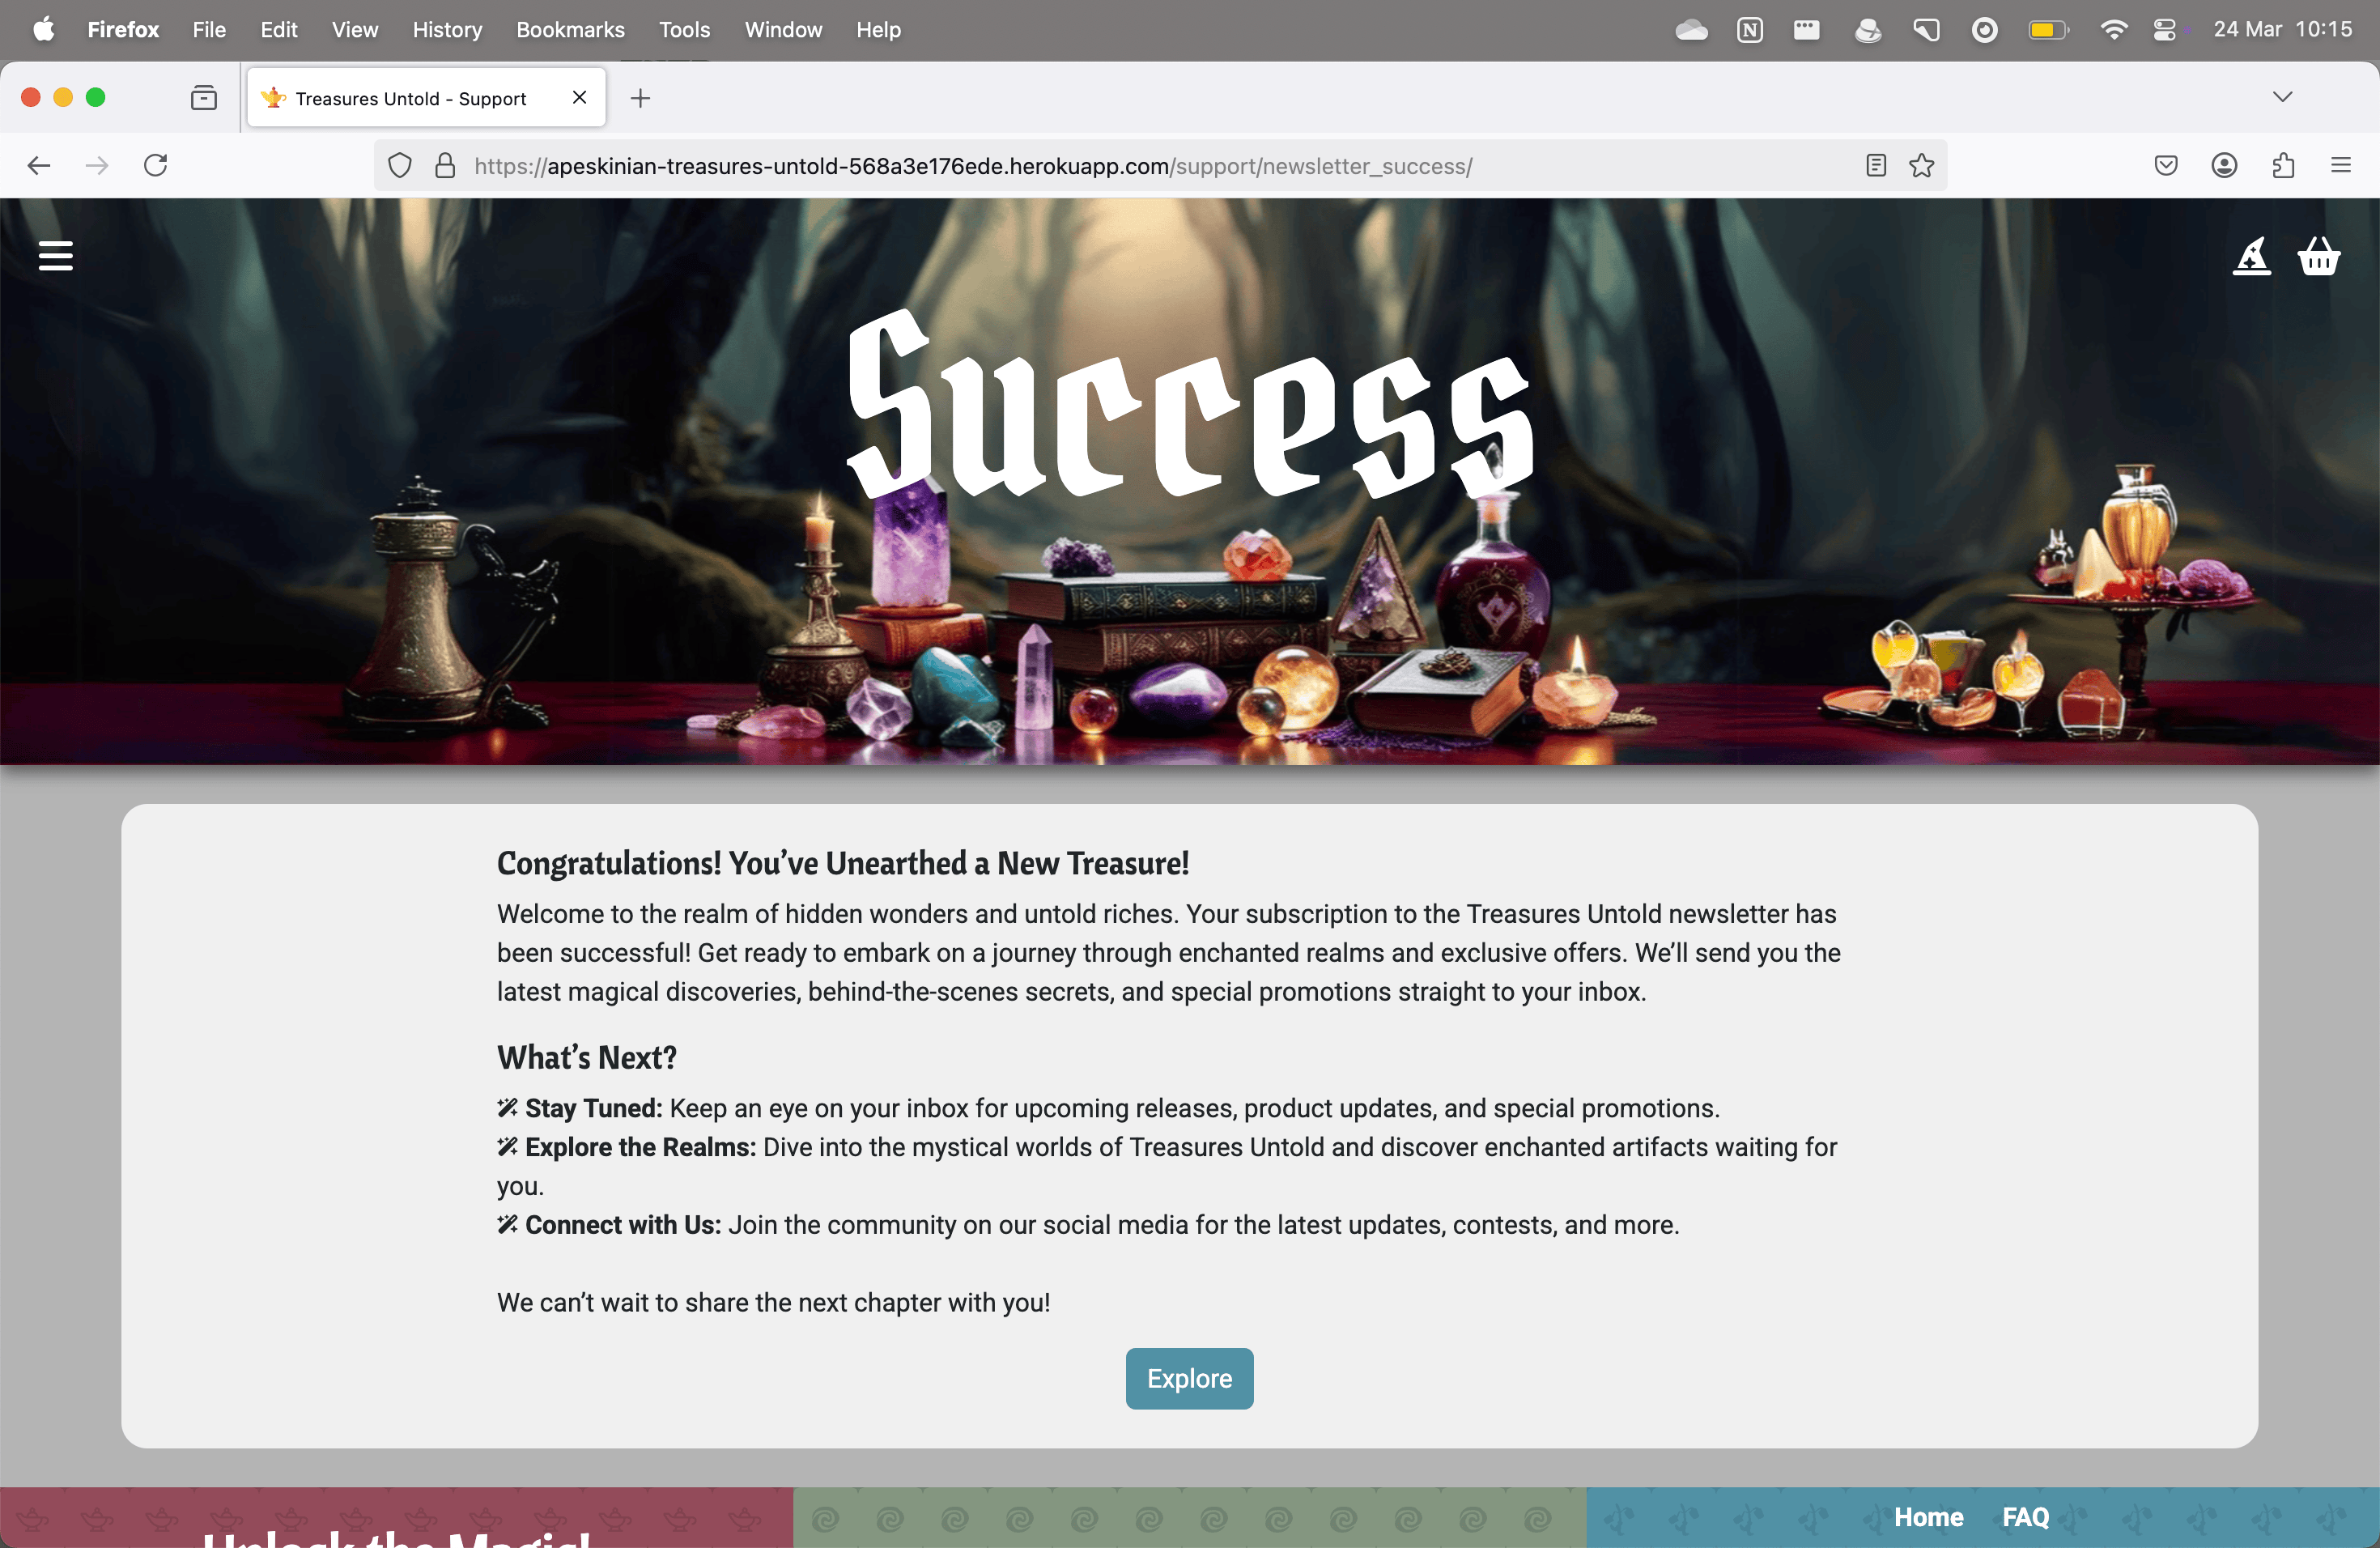 Firefox File Edit View History Bookmarks Tools Window Help 24 Mar 10:15
Treasures Untold - Support
https://apeskinian-treasures-untold-568a3e176ede.herokuapp.com/support/newsletter_success/
Success
Congratulations! You’ve Unearthed a New Treasure!
Welcome to the realm of hidden wonders and untold riches. Your subscription to the Treasures Untold newsletter has
been successful! Get ready to embark on a journey through enchanted realms and exclusive offers. We’ll send you the
latest magical discoveries, behind-the-scenes secrets, and special promotions straight to your inbox.
What’s Next?
Stay Tuned: Keep an eye on your inbox for upcoming releases, product updates, and special promotions.
Explore the Realms: Dive into the mystical worlds of Treasures Untold and discover enchanted artifacts waiting for
you.
Connect with Us: Join the community on our social media for the latest updates, contests, and more.
We can’t wait to share the next chapter with you!
Explore
Home FAQ
Unlock the Magic!